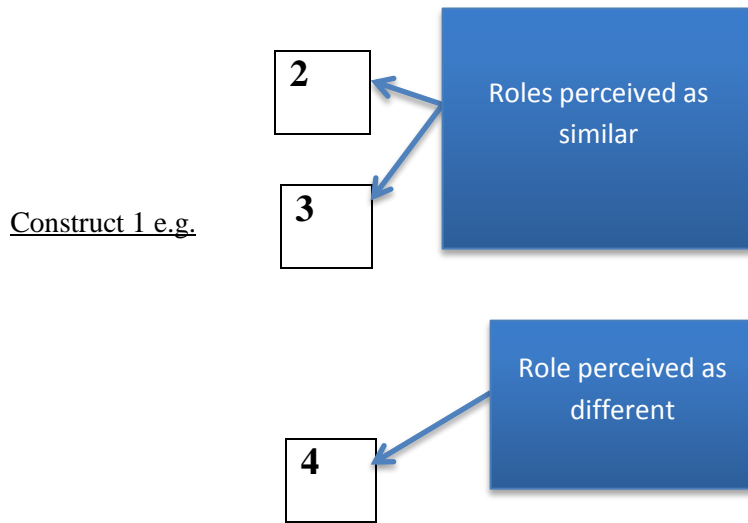 2
Roles perceived as
similar
3
Construct 1 e.g.
Role perceived as
different
4